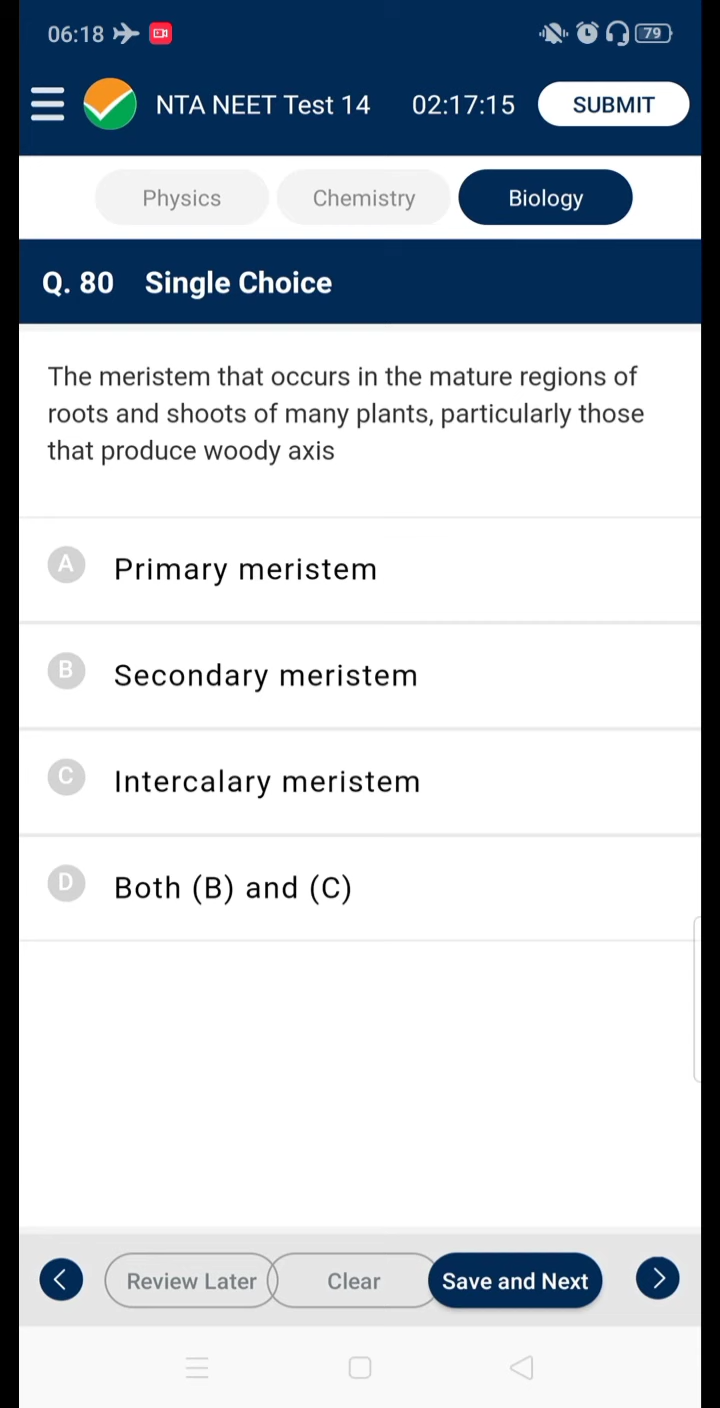 06:18
79
NTA NEET Test 14 02:17:15 SUBMIT
Physics Chemistry Biology
Q. 80 Single Choice
The meristem that occurs in the mature regions of
roots and shoots of many plants, particularly those
that produce woody axis
A Primary meristem
B Secondary meristem
C Intercalary meristem
D Both (B) and (C)
Review Later Clear Save and Next